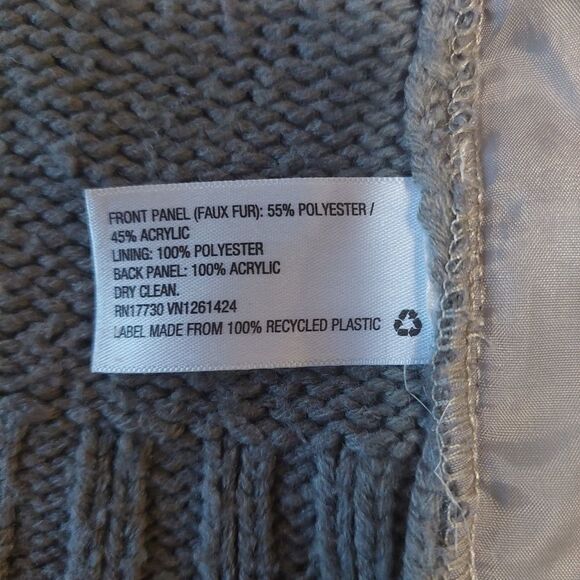 FRONT PANEL (FAUX FUR): 55% POLYESTER /
45% ACRYLIC
LINING: 100% POLYESTER
BACK PANEL: 100% ACRYLIC
DRY CLEAN.
RN17730 VN1261424
LABEL MADE FROM 100% RECYCLED PLASTIC